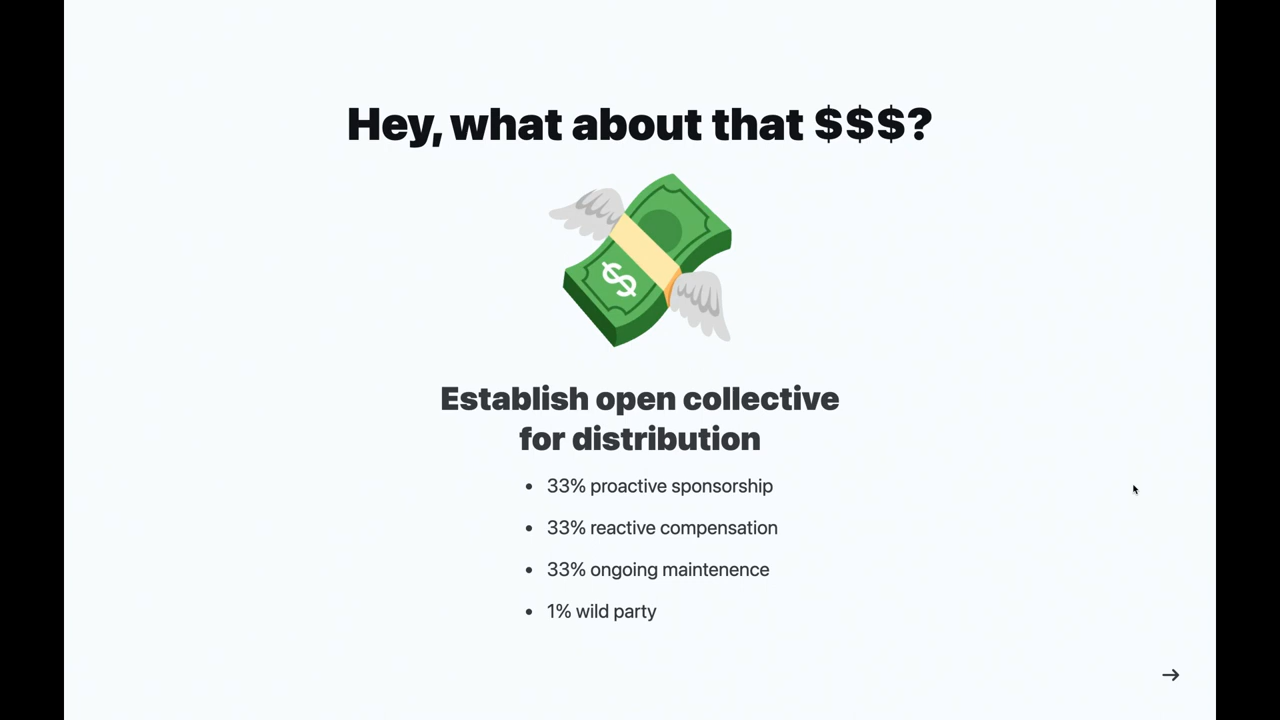 Hey, what about that $$$?
$
Establish open collective
for distribution
• 33% proactive sponsorship
• 33% reactive compensation
• 33% ongoing maintenence
• 1% wild party
→